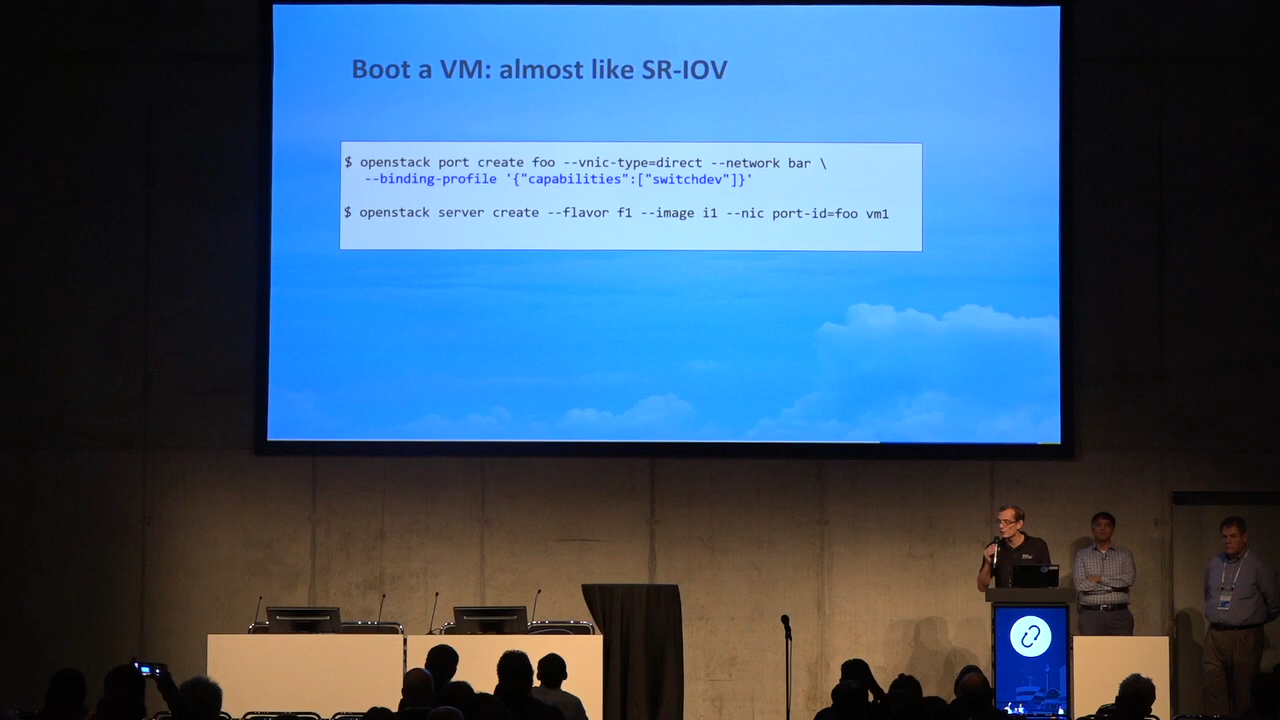 Boot a VM: almost like SR-IOV
$ openstack port create foo --vnic-type=direct --network bar \
--binding-profile '{"capabilities":["switchdev"]}'
$ openstack server create --flavor f1 --image i1 --nic port-id=foo vm1